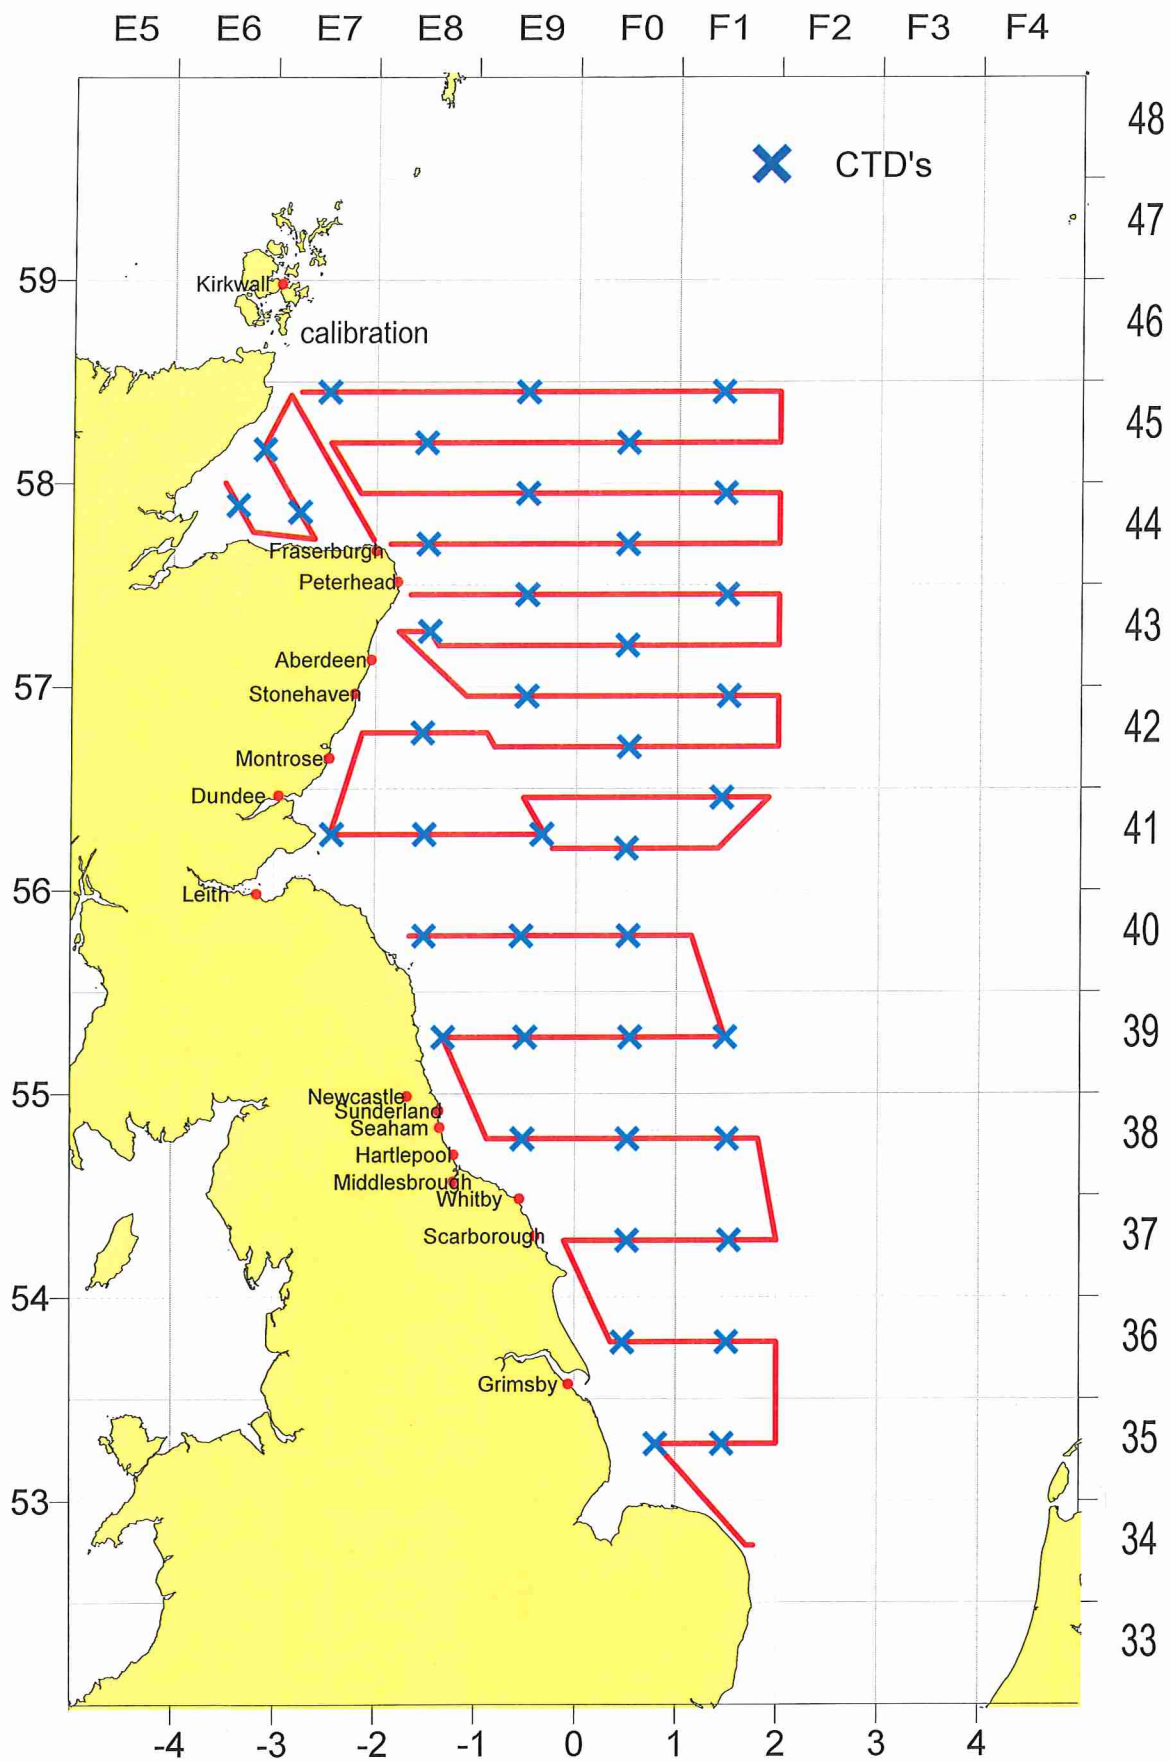 E5 E6 E7 E8 E9 F0 F1 F2 F3 F4
48
CTD's
47
59
Kirkwall
46
calibration
45
58
44
Fraserburgh
Peterhead
43
Aberdeen
57
Stonehaven
42
Montrose
Dundee
41
56
Leith
40
39
55
Newcastle
Sunderland
Seaham
38
Hartlepool
Middlesbrough
Whitby
Scarborough
37
54
36
Grimsby
35
53
34
33
-4 -3 -2 -1 0 1 2 3 4